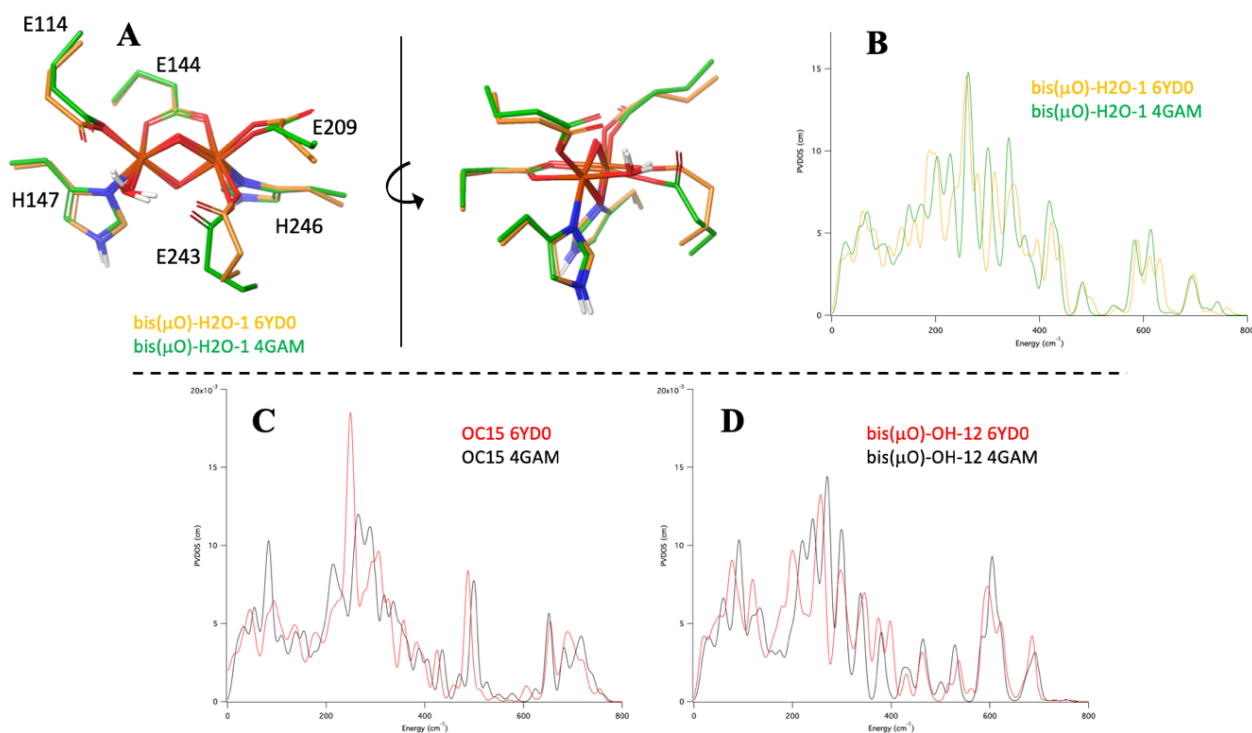 A
E114
E144
E209
H147
H246
E243
bis(μO)-H2O-1 6YD0
bis(μO)-H2O-1 4GAM
B
bis(μO)-H2O-1 6YD0
bis(μO)-H2O-1 4GAM
15
10
5
0
PVDOS (cm)
0 200 400 600 800
Energy (cm⁻¹)
C
OC15 6YD0
OC15 4GAM
20x10⁻³
15
10
5
0
PVDOS (cm)
0 200 400 600 800
Energy (cm⁻¹)
D
bis(μO)-OH-12 6YD0
bis(μO)-OH-12 4GAM
20x10⁻³
15
10
5
0
PVDOS (cm)
0 200 400 600 800
Energy (cm⁻¹)